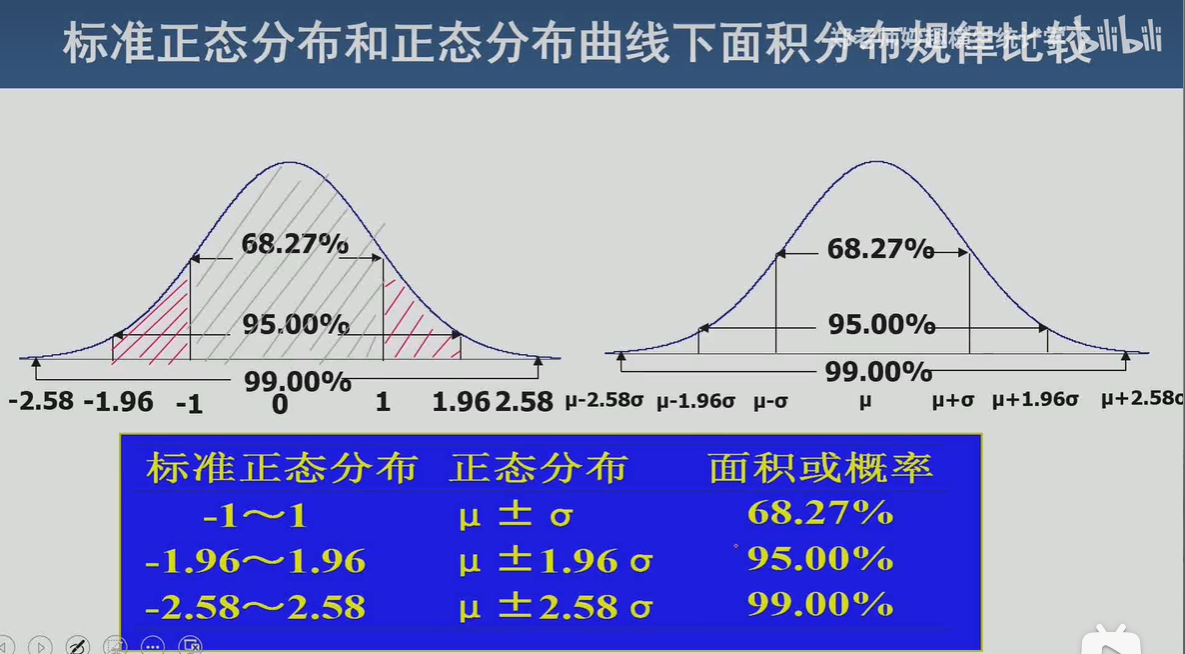 标准正态分布和正态分布曲线下面积分布规律比较
bilibili
68.27%
95.00%
99.00%
-2.58 -1.96 -1 0 1 1.96 2.58
68.27%
95.00%
99.00%
μ-2.58σ μ-1.96σ μ-σ μ μ+σ μ+1.96σ μ+2.58σ
标准正态分布 正态分布 面积或概率
-1～1 μ ± σ 68.27%
-1.96～1.96 μ ±1.96 σ 95.00%
-2.58～2.58 μ ±2.58 σ 99.00%